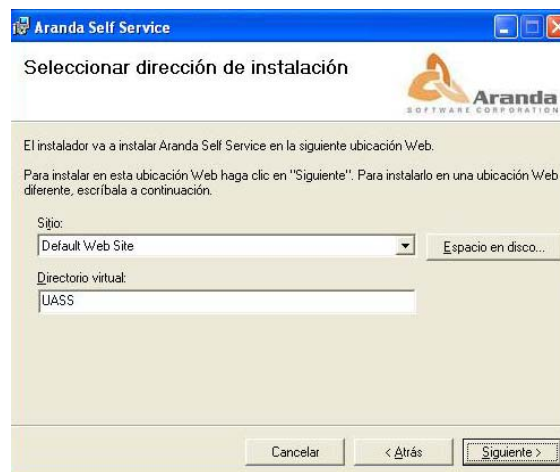 Aranda Self Service
Seleccionar dirección de instalación
Aranda
SOFTWARE CORPORATION
El instalador va a instalar Aranda Self Service en la siguiente ubicación Web.
Para instalar en esta ubicación Web haga clic en "Siguiente". Para instalarlo en una ubicación Web
diferente, escríbala a continuación.
Sitio:
Default Web Site
Espacio en disco...
Directorio virtual:
UASS
Cancelar
< Atrás
Siguiente >